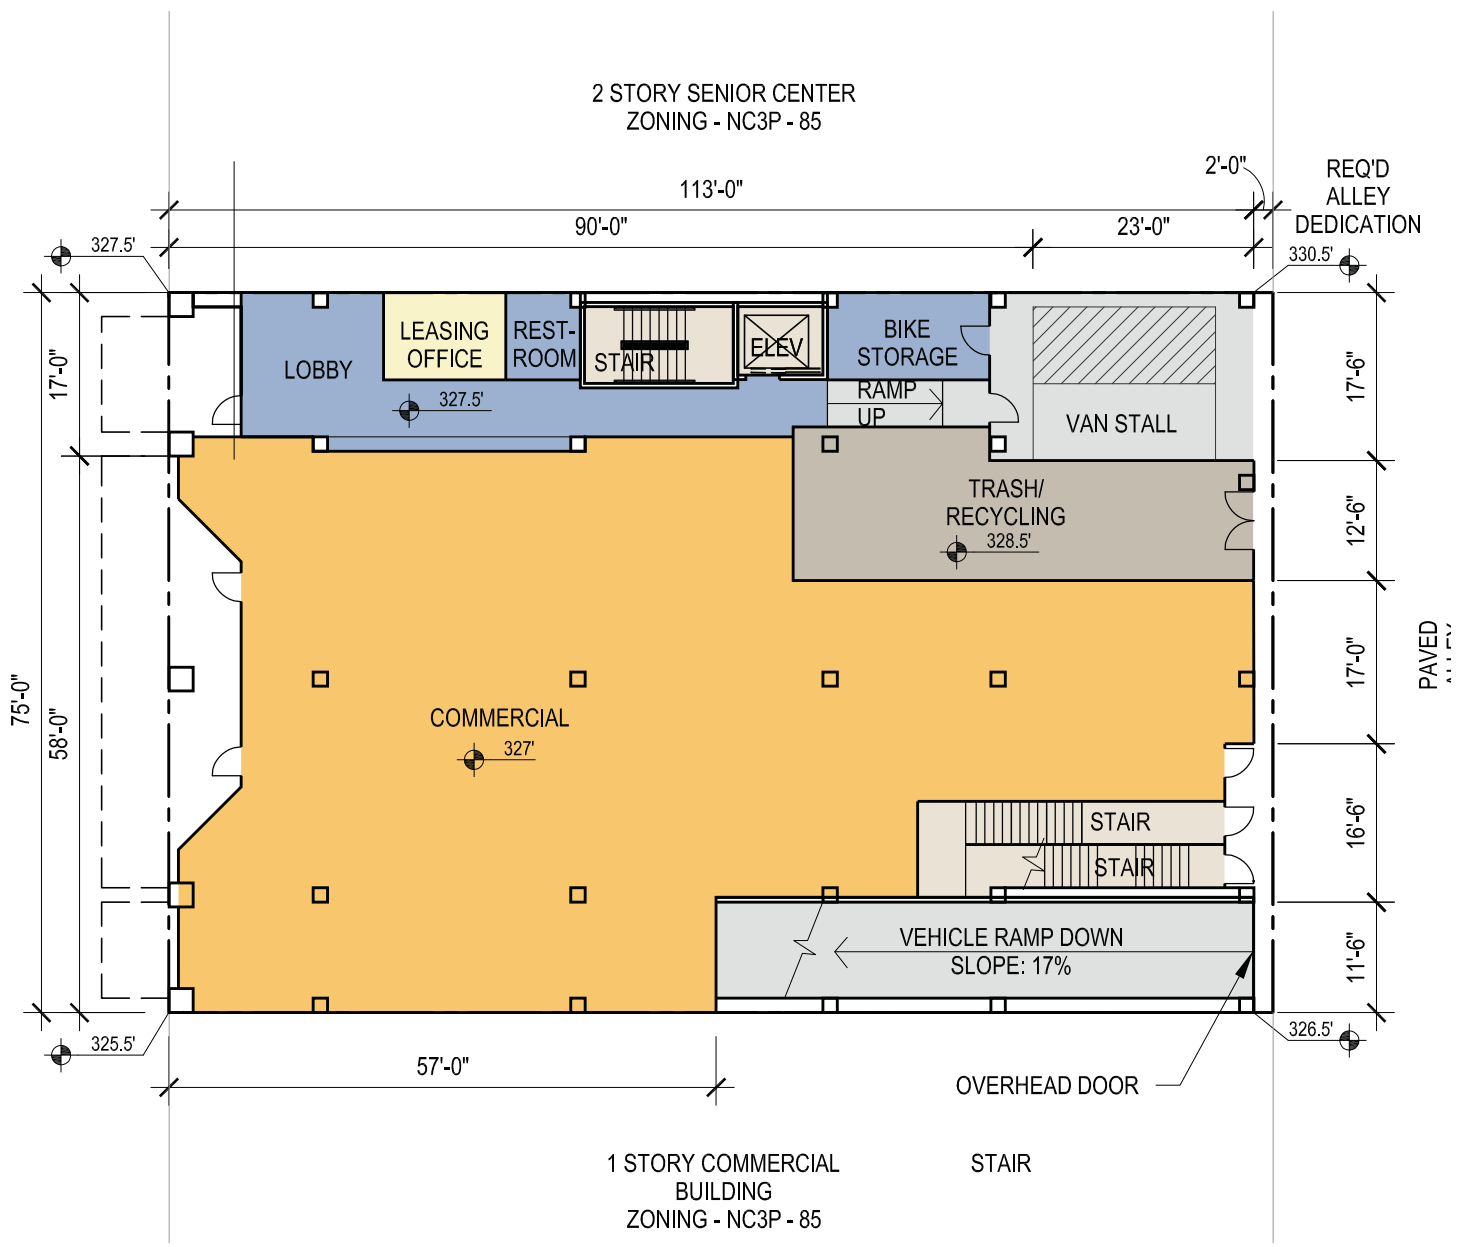 2 STORY SENIOR CENTER
ZONING - NC3P - 85
2'-0"
REQ'D
ALLEY
DEDICATION
113'-0"
90'-0"
23'-0"
327.5'
330.5'
LEASING
OFFICE
REST-
ROOM
STAIR
ELEV
BIKE
STORAGE
LOBBY
327.5'
RAMP
UP
VAN STALL
17'-0"
17'-6"
TRASH/
RECYCLING
328.5'
12'-6"
75'-0"
58'-0"
COMMERCIAL
327'
17'-0"
PAVED
ALLEY
STAIR
STAIR
16'-6"
VEHICLE RAMP DOWN
SLOPE: 17%
11'-6"
325.5'
326.5'
57'-0"
OVERHEAD DOOR
1 STORY COMMERCIAL
BUILDING
ZONING - NC3P - 85
STAIR